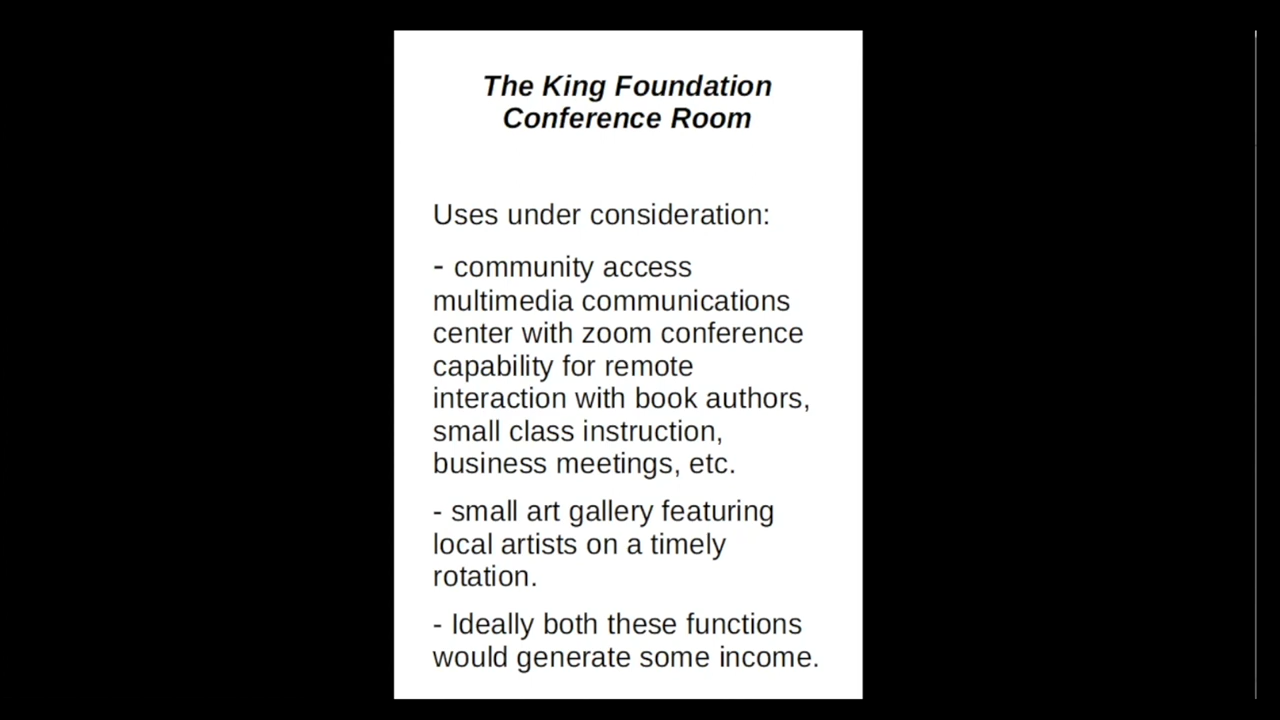 The King Foundation
Conference Room
Uses under consideration:
- community access
multimedia communications
center with zoom conference
capability for remote
interaction with book authors,
small class instruction,
business meetings, etc.
- small art gallery featuring
local artists on a timely
rotation.
- Ideally both these functions
would generate some income.